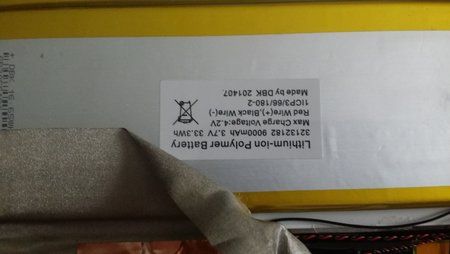 Lithium-ion Polymer Battery
32132182 9000mAh 3.7V 33.3Wh
Max Charge Voltage:4.2V
Red Wire(+),Black Wire(-)
1ICP3/66/180-2
Made by DBK 201407